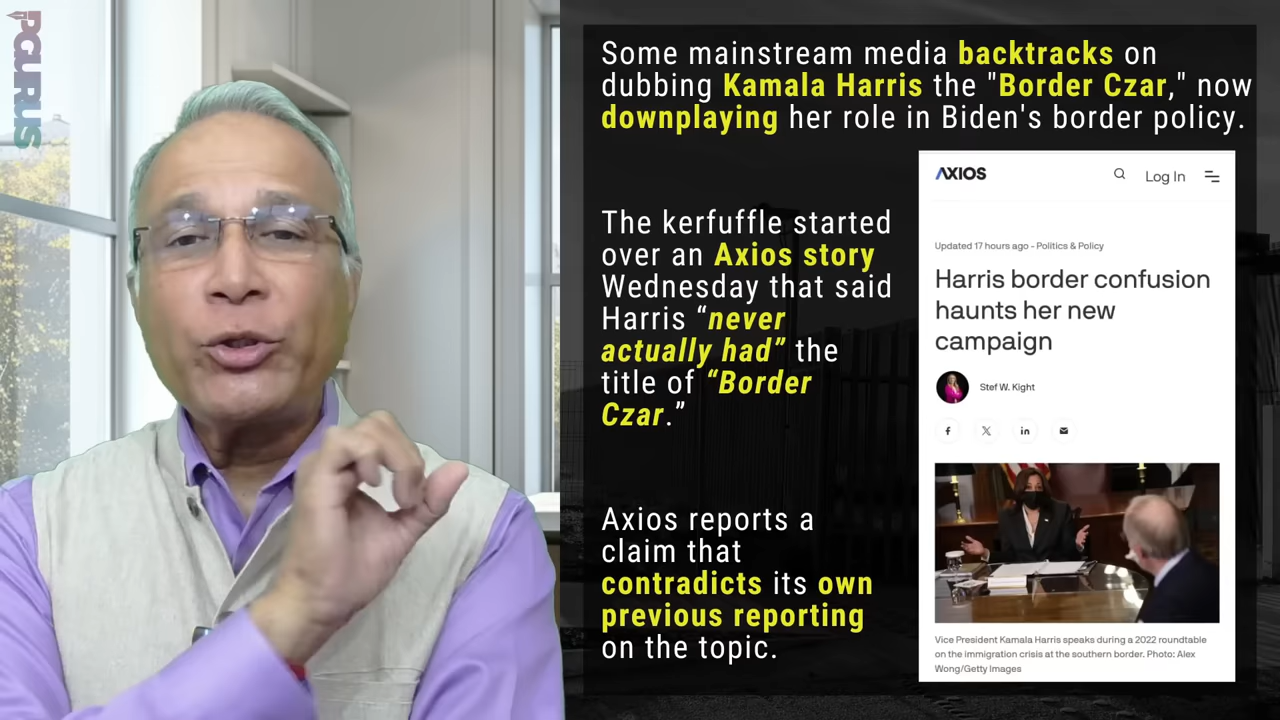 PGURUS
Some mainstream media backtracks on
dubbing Kamala Harris the "Border Czar," now
downplaying her role in Biden's border policy.
The kerfuffle started
over an Axios story
Wednesday that said
Harris “never
actually had” the
title of “Border
Czar.”
Axios reports a
claim that
contradicts its own
previous reporting
on the topic.
AXIOS
Log In
Updated 17 hours ago - Politics & Policy
Harris border confusion
haunts her new
campaign
Stef W. Kight
Vice President Kamala Harris speaks during a 2022 roundtable
on the immigration crisis at the southern border. Photo: Alex
Wong/Getty Images